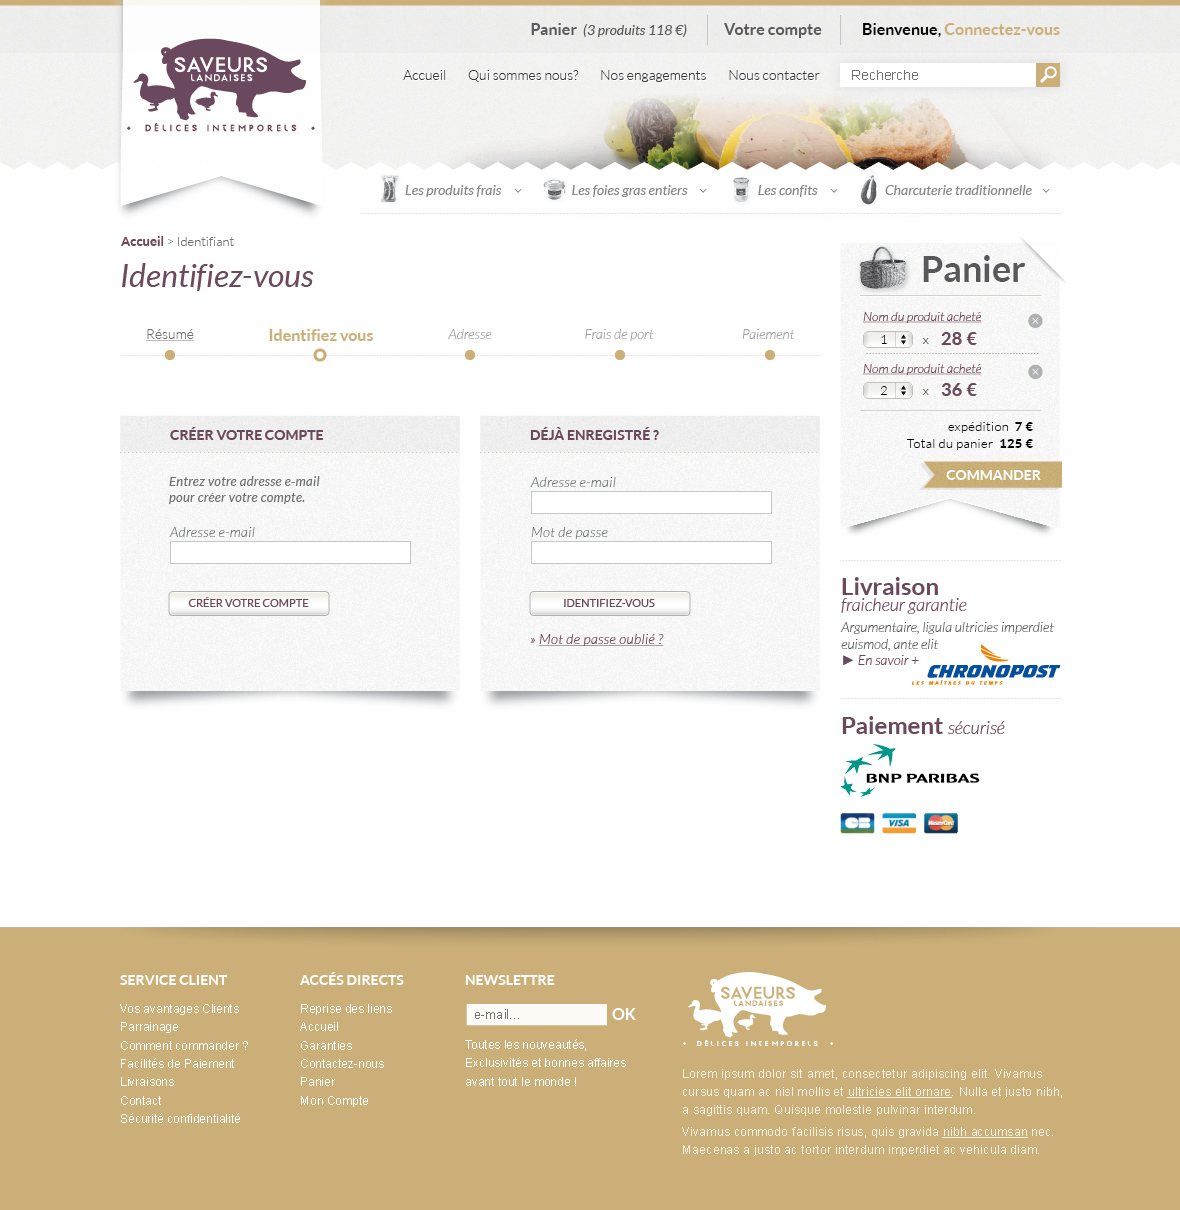 Panier (3 produits 118 €)
Votre compte
Bienvenue, Connectez-vous
SAVEURS
LANDAISES
DÉLICES INTEMPORELS
Accueil
Qui sommes nous?
Nos engagements
Nous contacter
Recherche
Les produits frais
Les foies gras entiers
Les confits
Charcuterie traditionnelle
Accueil > Identifiant
Identifiez-vous
Résumé
Identifiez vous
Adresse
Frais de port
Paiement
CRÉER VOTRE COMPTE
Entrez votre adresse e-mail
pour créer votre compte.
Adresse e-mail
CRÉER VOTRE COMPTE
DÉJÀ ENREGISTRÉ ?
Adresse e-mail
Mot de passe
IDENTIFIEZ-VOUS
» Mot de passe oublié ?
Panier
Nom du produit acheté
1 x 28 €
Nom du produit acheté
2 x 36 €
expédition 7 €
Total du panier 125 €
COMMANDER
Livraison
fraicheur garantie
Argumentaire, ligula ultricies imperdiet
euismod, ante elit
► En savoir +
CHRONOPOST
LES MAÎTRES DU TEMPS
Paiement sécurisé
BNP PARIBAS
CB
VISA
MasterCard
SERVICE CLIENT
Vos avantages Clients
Parrainage
Comment commander ?
Facilités de Paiement
Livraisons
Contact
Sécurité confidentialité
ACCÉS DIRECTS
Reprise des liens
Accueil
Garanties
Contactez-nous
Panier
Mon Compte
NEWSLETTRE
e-mail... OK
Toutes les nouveautés,
Exclusivités et bonnes affaires
avant tout le monde !
SAVEURS
LANDAISES
DÉLICES INTEMPORELS
Lorem ipsum dolor sit amet, consectetur adipiscing elit. Vivamus
cursus quam ac nisl mollis et ultricies elit ornare. Nulla et justo nibh,
a sagittis quam. Quisque molestie pulvinar interdum.
Vivamus commodo facilisis risus, quis gravida nibh accumsan nec.
Maecenas a justo ac tortor interdum imperdiet ac vehicula diam.